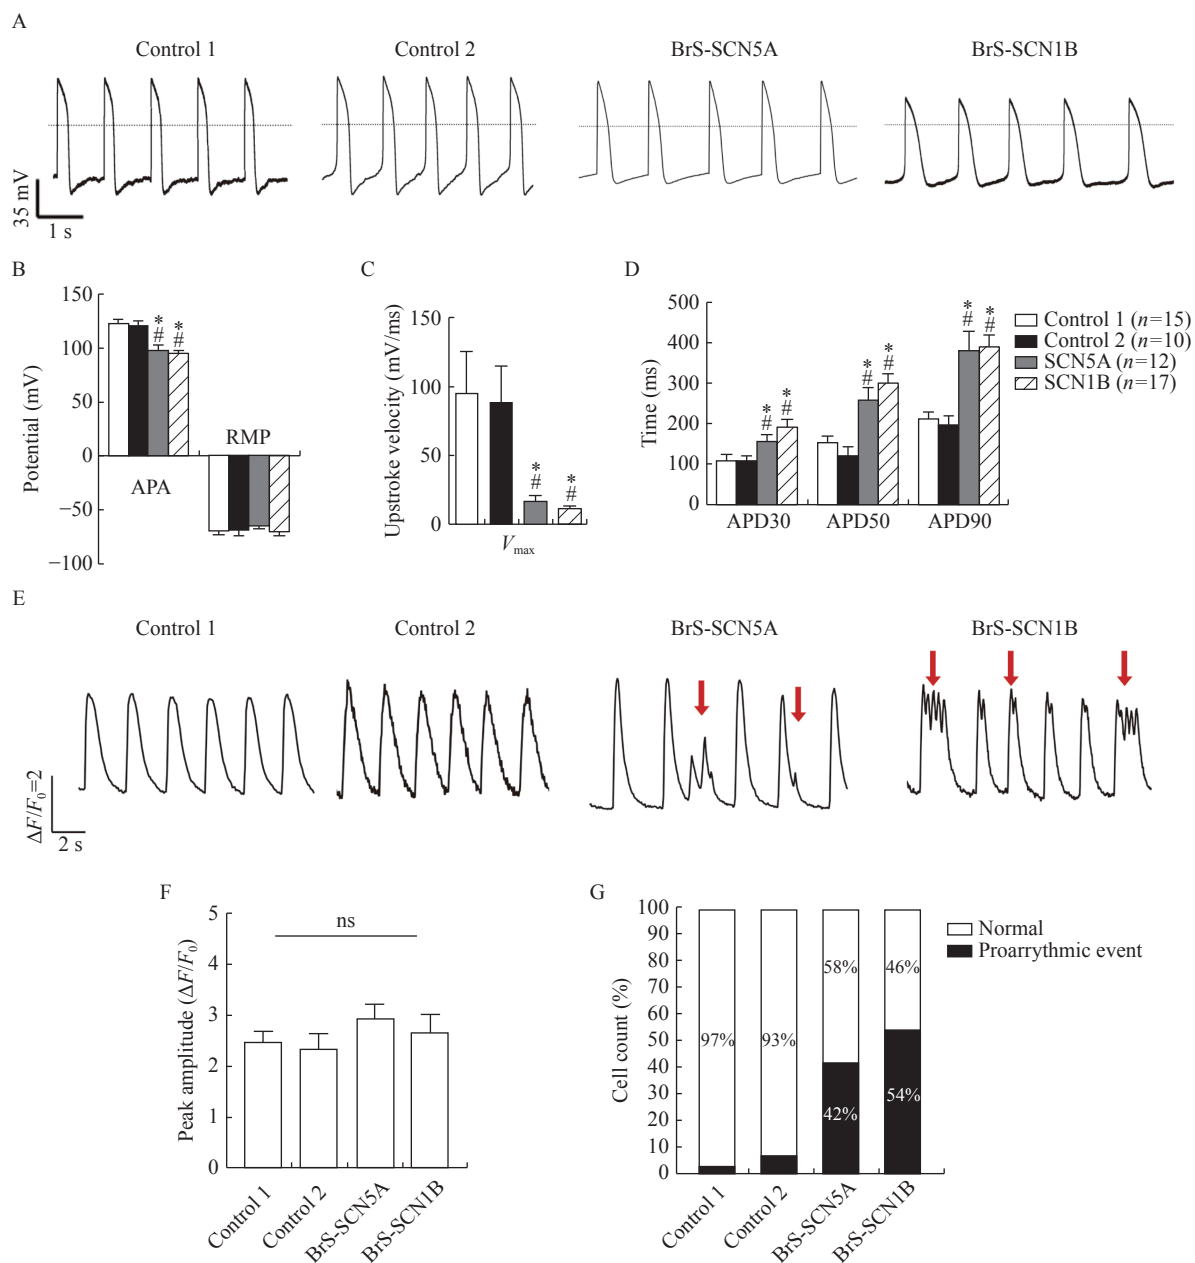 A
Control 1
Control 2
BrS-SCN5A
BrS-SCN1B
35 mV
1 s
B
Potential (mV)
150
100
50
0
−50
−100
*
#
*
#
APA
RMP
C
Upstroke velocity (mV/ms)
150
100
50
0
*
#
*
#
Vmax
D
Time (ms)
500
400
300
200
100
0
*
#
*
#
*
#
*
#
*
#
*
#
APD30
APD50
APD90
Control 1 (n=15)
Control 2 (n=10)
SCN5A (n=12)
SCN1B (n=17)
E
Control 1
Control 2
BrS-SCN5A
BrS-SCN1B
ΔF/F0=2
2 s
F
Peak amplitude (ΔF/F0)
5
4
3
2
1
0
ns
Control 1
Control 2
BrS-SCN5A
BrS-SCN1B
G
Cell count (%)
100
90
80
70
60
50
40
30
20
10
0
97%
93%
58%
42%
46%
54%
Control 1
Control 2
BrS-SCN5A
BrS-SCN1B
Normal
Proarrythmic event